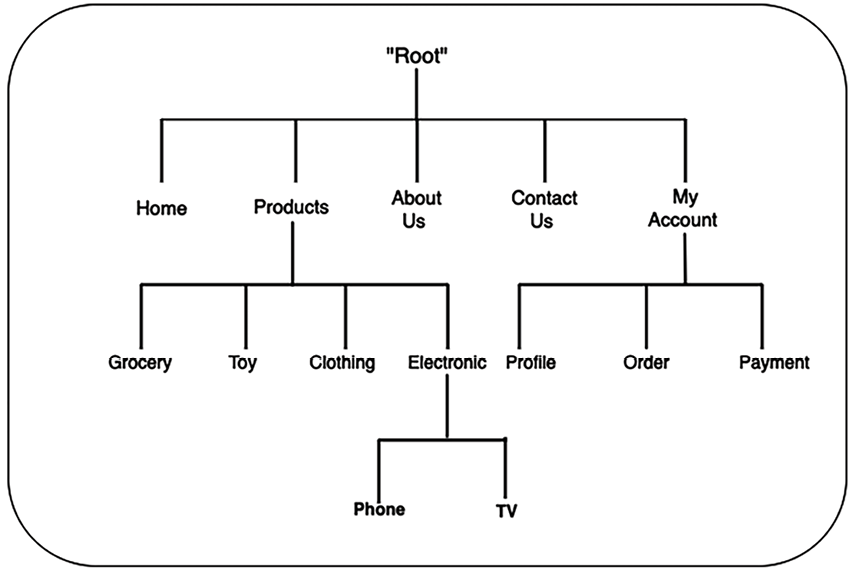 "Root"
Home
Products
About
Us
Contact
Us
My
Account
Grocery
Toy
Clothing
Electronic
Profile
Order
Payment
Phone
TV